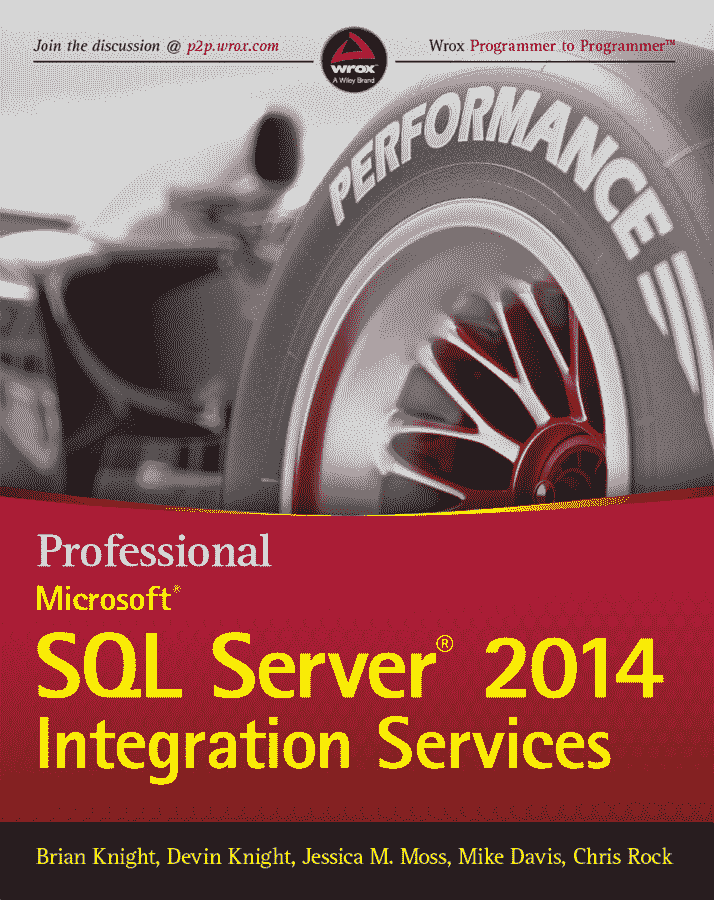 Join the discussion @ p2p.wrox.com
Wrox Programmer to Programmer™
wrox™
A Wiley Brand
PERFORMANCE
Professional
Microsoft®
SQL Server® 2014
Integration Services
Brian Knight, Devin Knight, Jessica M. Moss, Mike Davis, Chris Rock